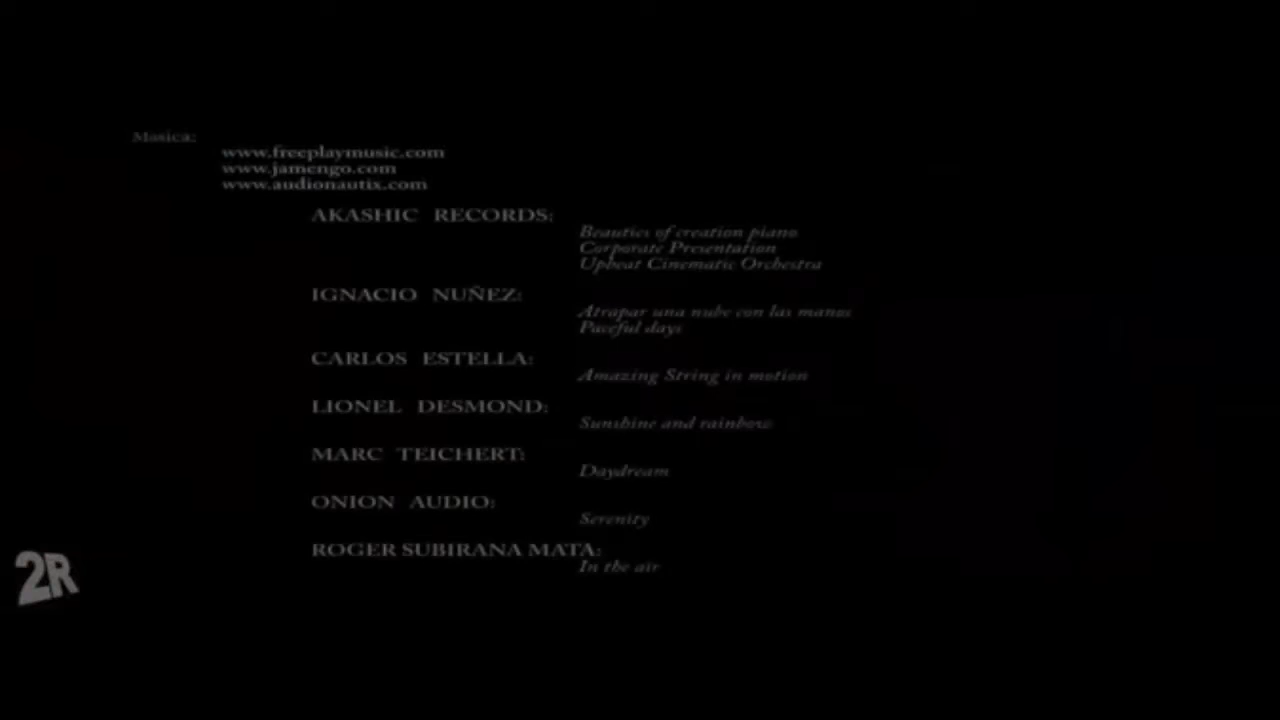 Musica:
www.freeplaymusic.com
www.jamengo.com
www.audionautix.com
AKASHIC RECORDS:
Beauties of creation piano
Corporate Presentation
Upbeat Cinematic Orchestra
IGNACIO NUÑEZ:
Atrapar una nube con las manos
Paceful days
CARLOS ESTELLA:
Amazing String in motion
LIONEL DESMOND:
Sunshine and rainbow
MARC TEICHERT:
Daydream
ONION AUDIO:
Serenity
ROGER SUBIRANA MATA:
In the air
2R